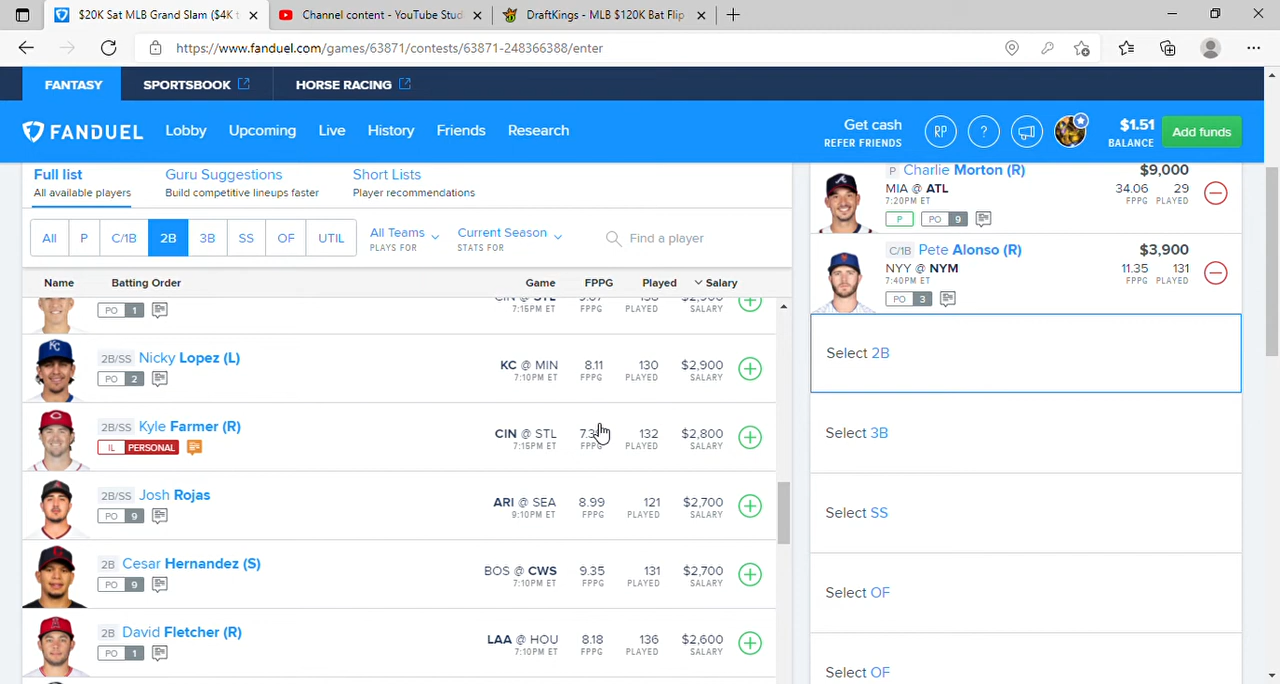 $20K Sat MLB Grand Slam ($4K t
Channel content - YouTube Stud
DraftKings - MLB $120K Bat Flip
https://www.fanduel.com/games/63871/contests/63871-248366388/enter
FANTASY SPORTSBOOK HORSE RACING
FANDUEL Lobby Upcoming Live History Friends Research
Get cash
REFER FRIENDS
RP ?
$1.51
BALANCE
Add funds
Full list
All available players
Guru Suggestions
Build competitive lineups faster
Short Lists
Player recommendations
All P C/1B 2B 3B SS OF UTIL
All Teams
PLAYS FOR
Current Season
STATS FOR
Find a player
Name Batting Order Game FPPG Played Salary
PO 1
7:15PM ET FPPG PLAYED SALARY
2B/SS Nicky Lopez (L)
PO 2
KC @ MIN 8.11 130 $2,900
7:10PM ET FPPG PLAYED SALARY
2B/SS Kyle Farmer (R)
IL PERSONAL
CIN @ STL 132 $2,800
7:15PM ET FPPG PLAYED SALARY
2B/SS Josh Rojas
PO 9
ARI @ SEA 8.99 121 $2,700
9:10PM ET FPPG PLAYED SALARY
2B Cesar Hernandez (S)
PO 9
BOS @ CWS 9.35 131 $2,700
7:10PM ET FPPG PLAYED SALARY
2B David Fletcher (R)
PO 1
LAA @ HOU 8.18 136 $2,600
7:10PM ET FPPG PLAYED SALARY
P Charlie Morton (R) $9,000
MIA @ ATL 34.06 29
7:20PM ET FPPG PLAYED
P PO 9
C/1B Pete Alonso (R) $3,900
NYY @ NYM 11.35 131
7:40PM ET FPPG PLAYED
PO 3
Select 2B
Select 3B
Select SS
Select OF
Select OF